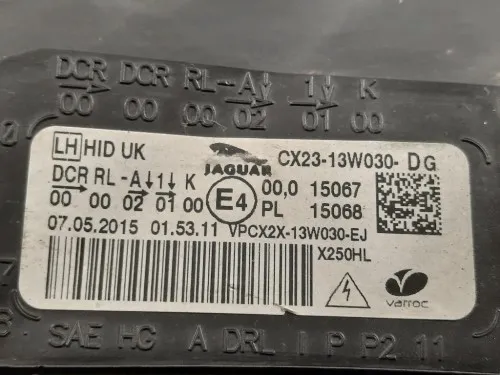 DCR DCR RL-A↓ 1↓ K
00 00 00 02 01 00
LH HID UK
JAGUAR
CX23-13W030- DG
DCR RL -A↓1↓ K
00 00 02 01 00
E4
00,0 15067
PL 15068
07.05.2015 01.53.11 VPCX2X-13W030-EJ
X250HL
varroc
SAE HG A DRL I P P2 11